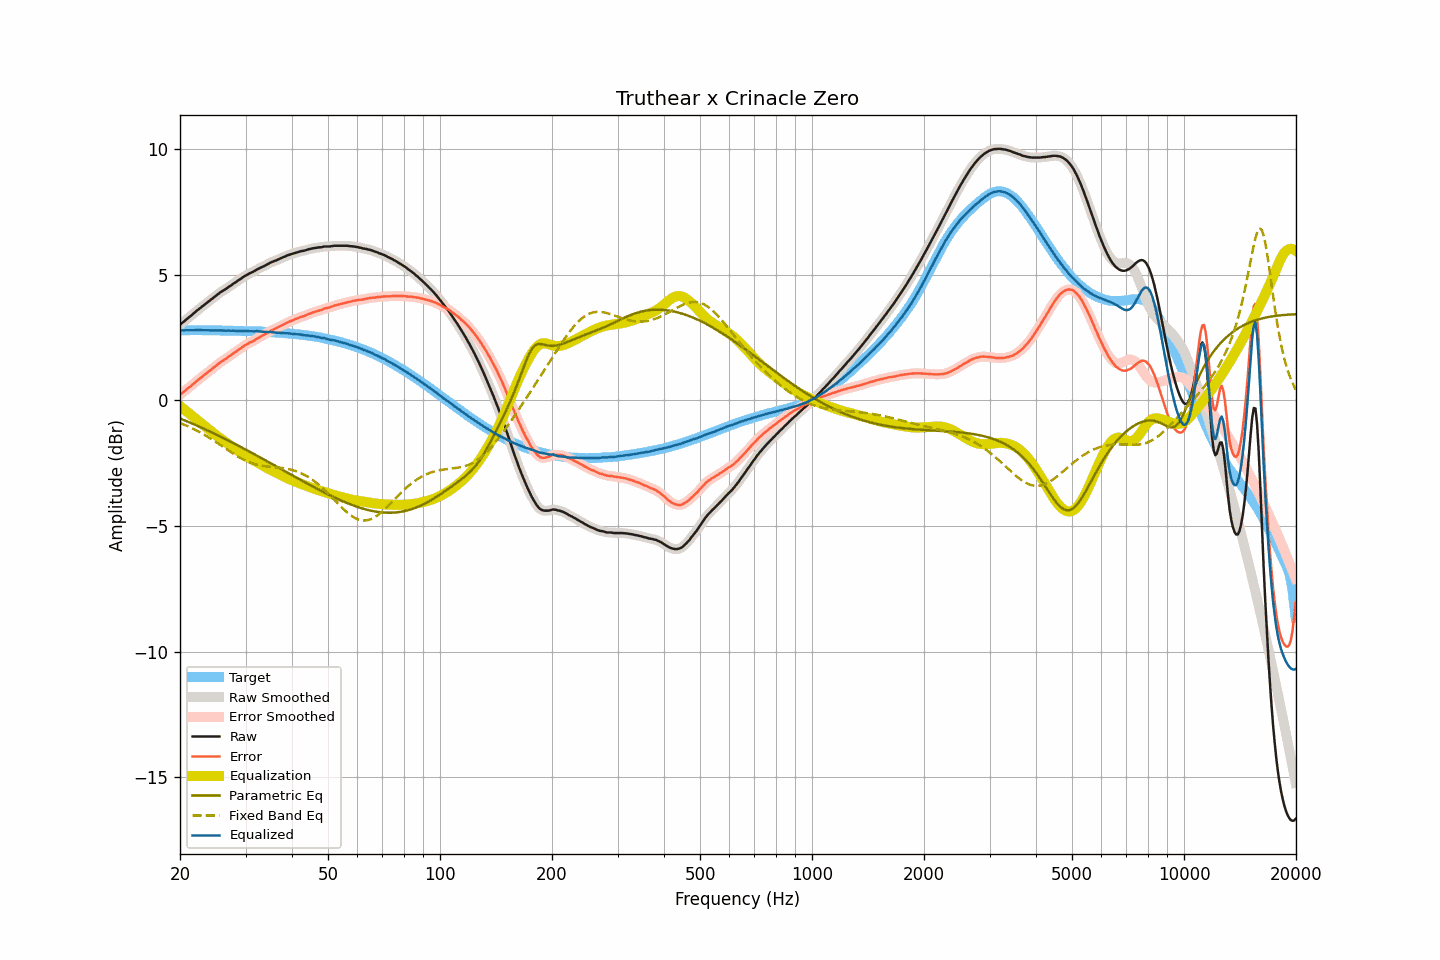 Truthear x Crinacle Zero
Amplitude (dBr)
10
5
0
−5
−10
−15
Target
Raw Smoothed
Error Smoothed
Raw
Error
Equalization
Parametric Eq
Fixed Band Eq
Equalized
20 50 100 200 500 1000 2000 5000 10000 20000
Frequency (Hz)